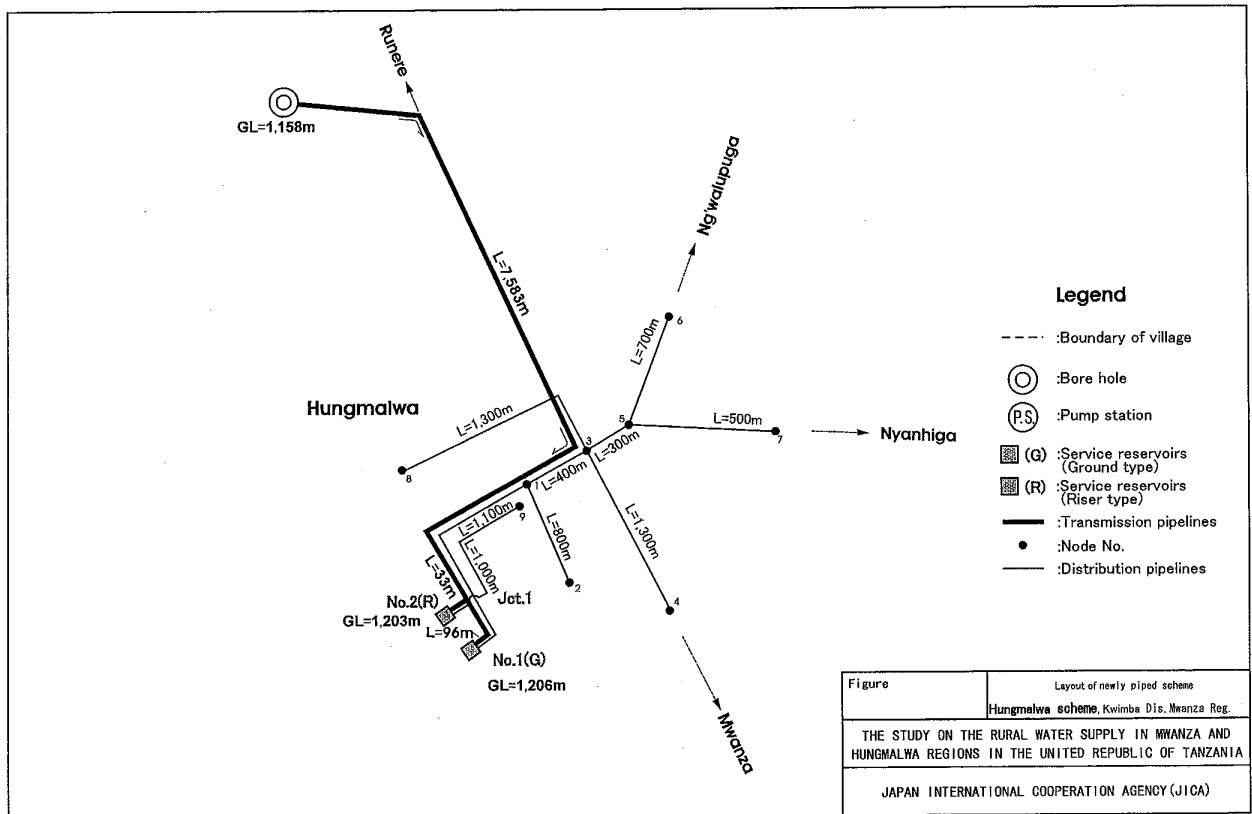 Runere
GL=1,158m
Ng'walupuga
L=7,583m
L=700m
6
Hungmalwa
L=1,300m
8
5
L=500m
7
Nyanhiga
3
L=300m
L=400m
1
L=1,100m
9
L=800m
2
L=1,300m
4
L=1,000m
L=33m
No.2(R)
Jct.1
GL=1,203m
L=96m
No.1(G)
GL=1,206m
Mwanza
Legend
:Boundary of village
:Bore hole
P.S. :Pump station
(G) :Service reservoirs
(Ground type)
(R) :Service reservoirs
(Riser type)
:Transmission pipelines
:Node No.
:Distribution pipelines
Figure
Layout of newly piped scheme
Hungmalwa scheme, Kwimba Dis. Mwanza Reg.
THE STUDY ON THE RURAL WATER SUPPLY IN MWANZA AND
HUNGMALWA REGIONS IN THE UNITED REPUBLIC OF TANZANIA
JAPAN INTERNATIONAL COOPERATION AGENCY(JICA)